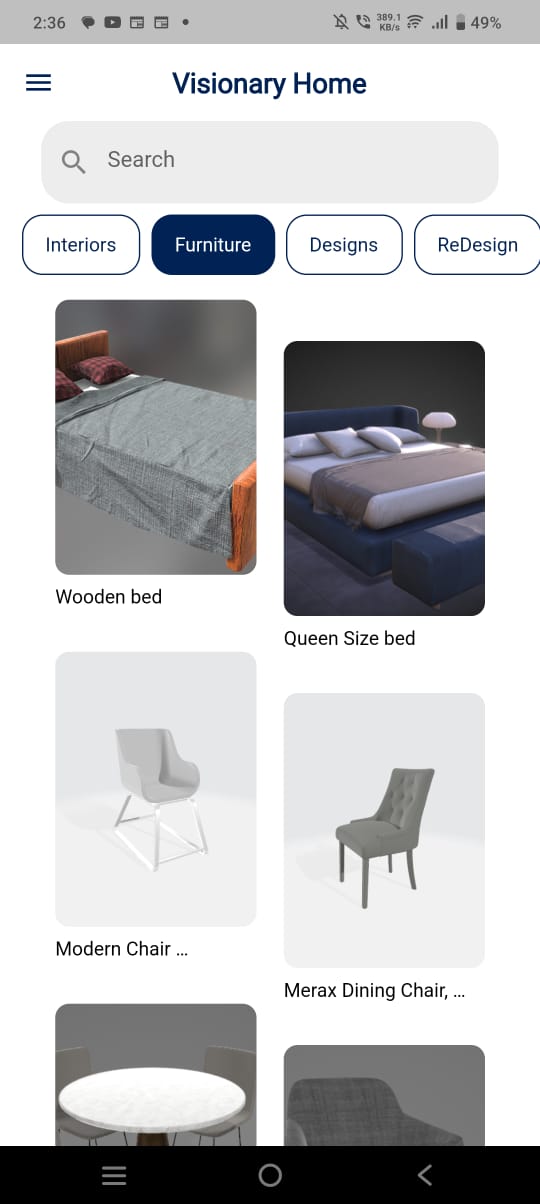 2:36 389.1 KB/s 49%
Visionary Home
Search
Interiors Furniture Designs ReDesign
Wooden bed
Queen Size bed
Modern Chair ...
Merax Dining Chair, ...